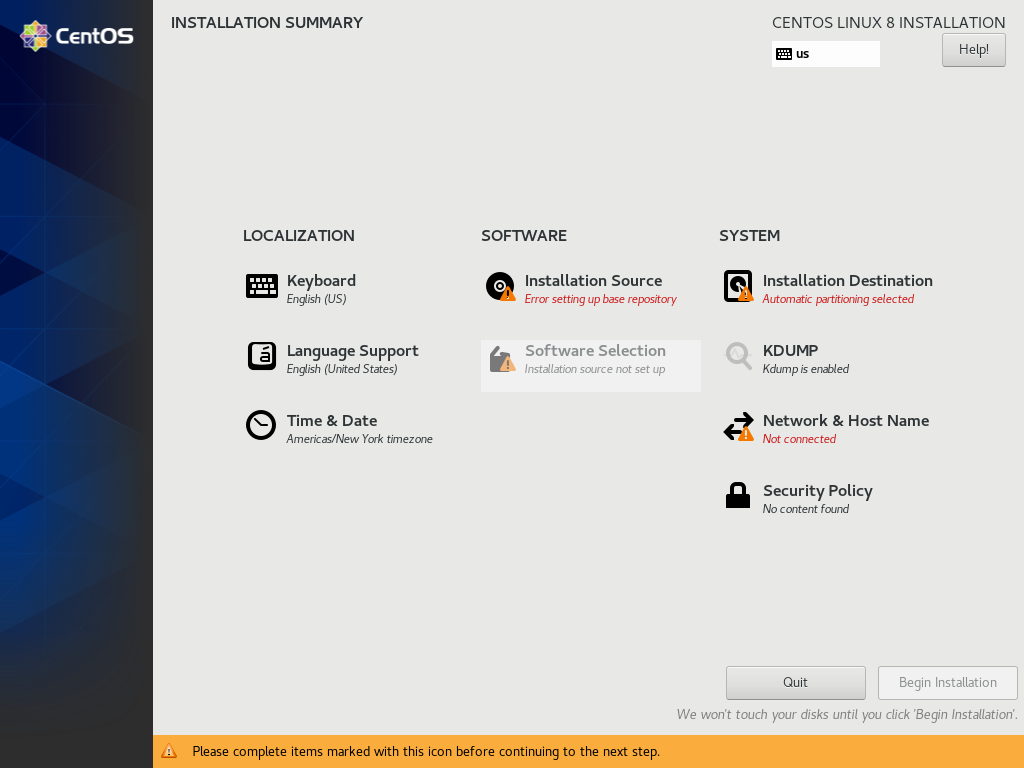 CentOS
INSTALLATION SUMMARY
CENTOS LINUX 8 INSTALLATION
us
Help!
LOCALIZATION
Keyboard
English (US)
Language Support
English (United States)
Time & Date
Americas/New York timezone
SOFTWARE
Installation Source
Error setting up base repository
Software Selection
Installation source not set up
SYSTEM
Installation Destination
Automatic partitioning selected
KDUMP
Kdump is enabled
Network & Host Name
Not connected
Security Policy
No content found
Quit
Begin Installation
We won't touch your disks until you click 'Begin Installation'.
Please complete items marked with this icon before continuing to the next step.